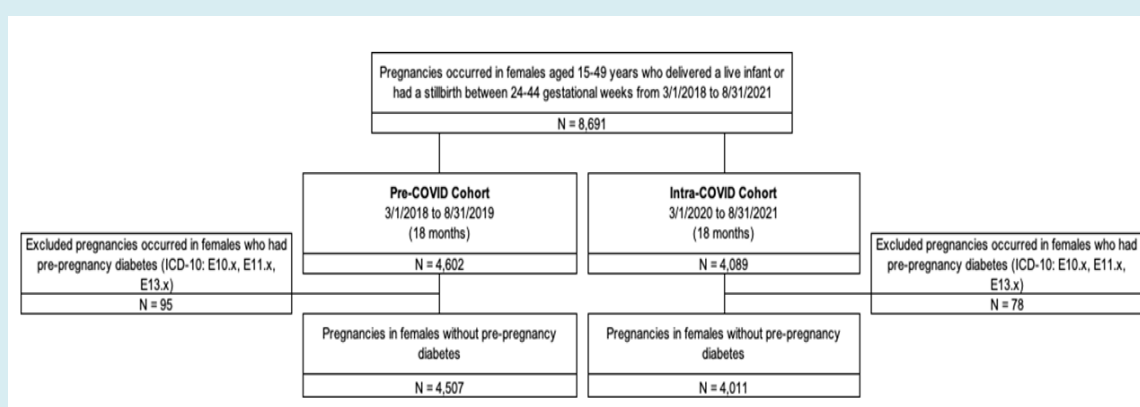 Pregnancies occurred in females aged 15-49 years who delivered a live infant or
had a stillbirth between 24-44 gestational weeks from 3/1/2018 to 8/31/2021
N = 8,691
Pre-COVID Cohort
3/1/2018 to 8/31/2019
(18 months)
N = 4,602
Intra-COVID Cohort
3/1/2020 to 8/31/2021
(18 months)
N = 4,089
Excluded pregnancies occurred in females who had
pre-pregnancy diabetes (ICD-10: E10.x, E11.x,
E13.x)
N = 95
Excluded pregnancies occurred in females who had
pre-pregnancy diabetes (ICD-10: E10.x, E11.x,
E13.x)
N = 78
Pregnancies in females without pre-pregnancy
diabetes
N = 4,507
Pregnancies in females without pre-pregnancy
diabetes
N = 4,011